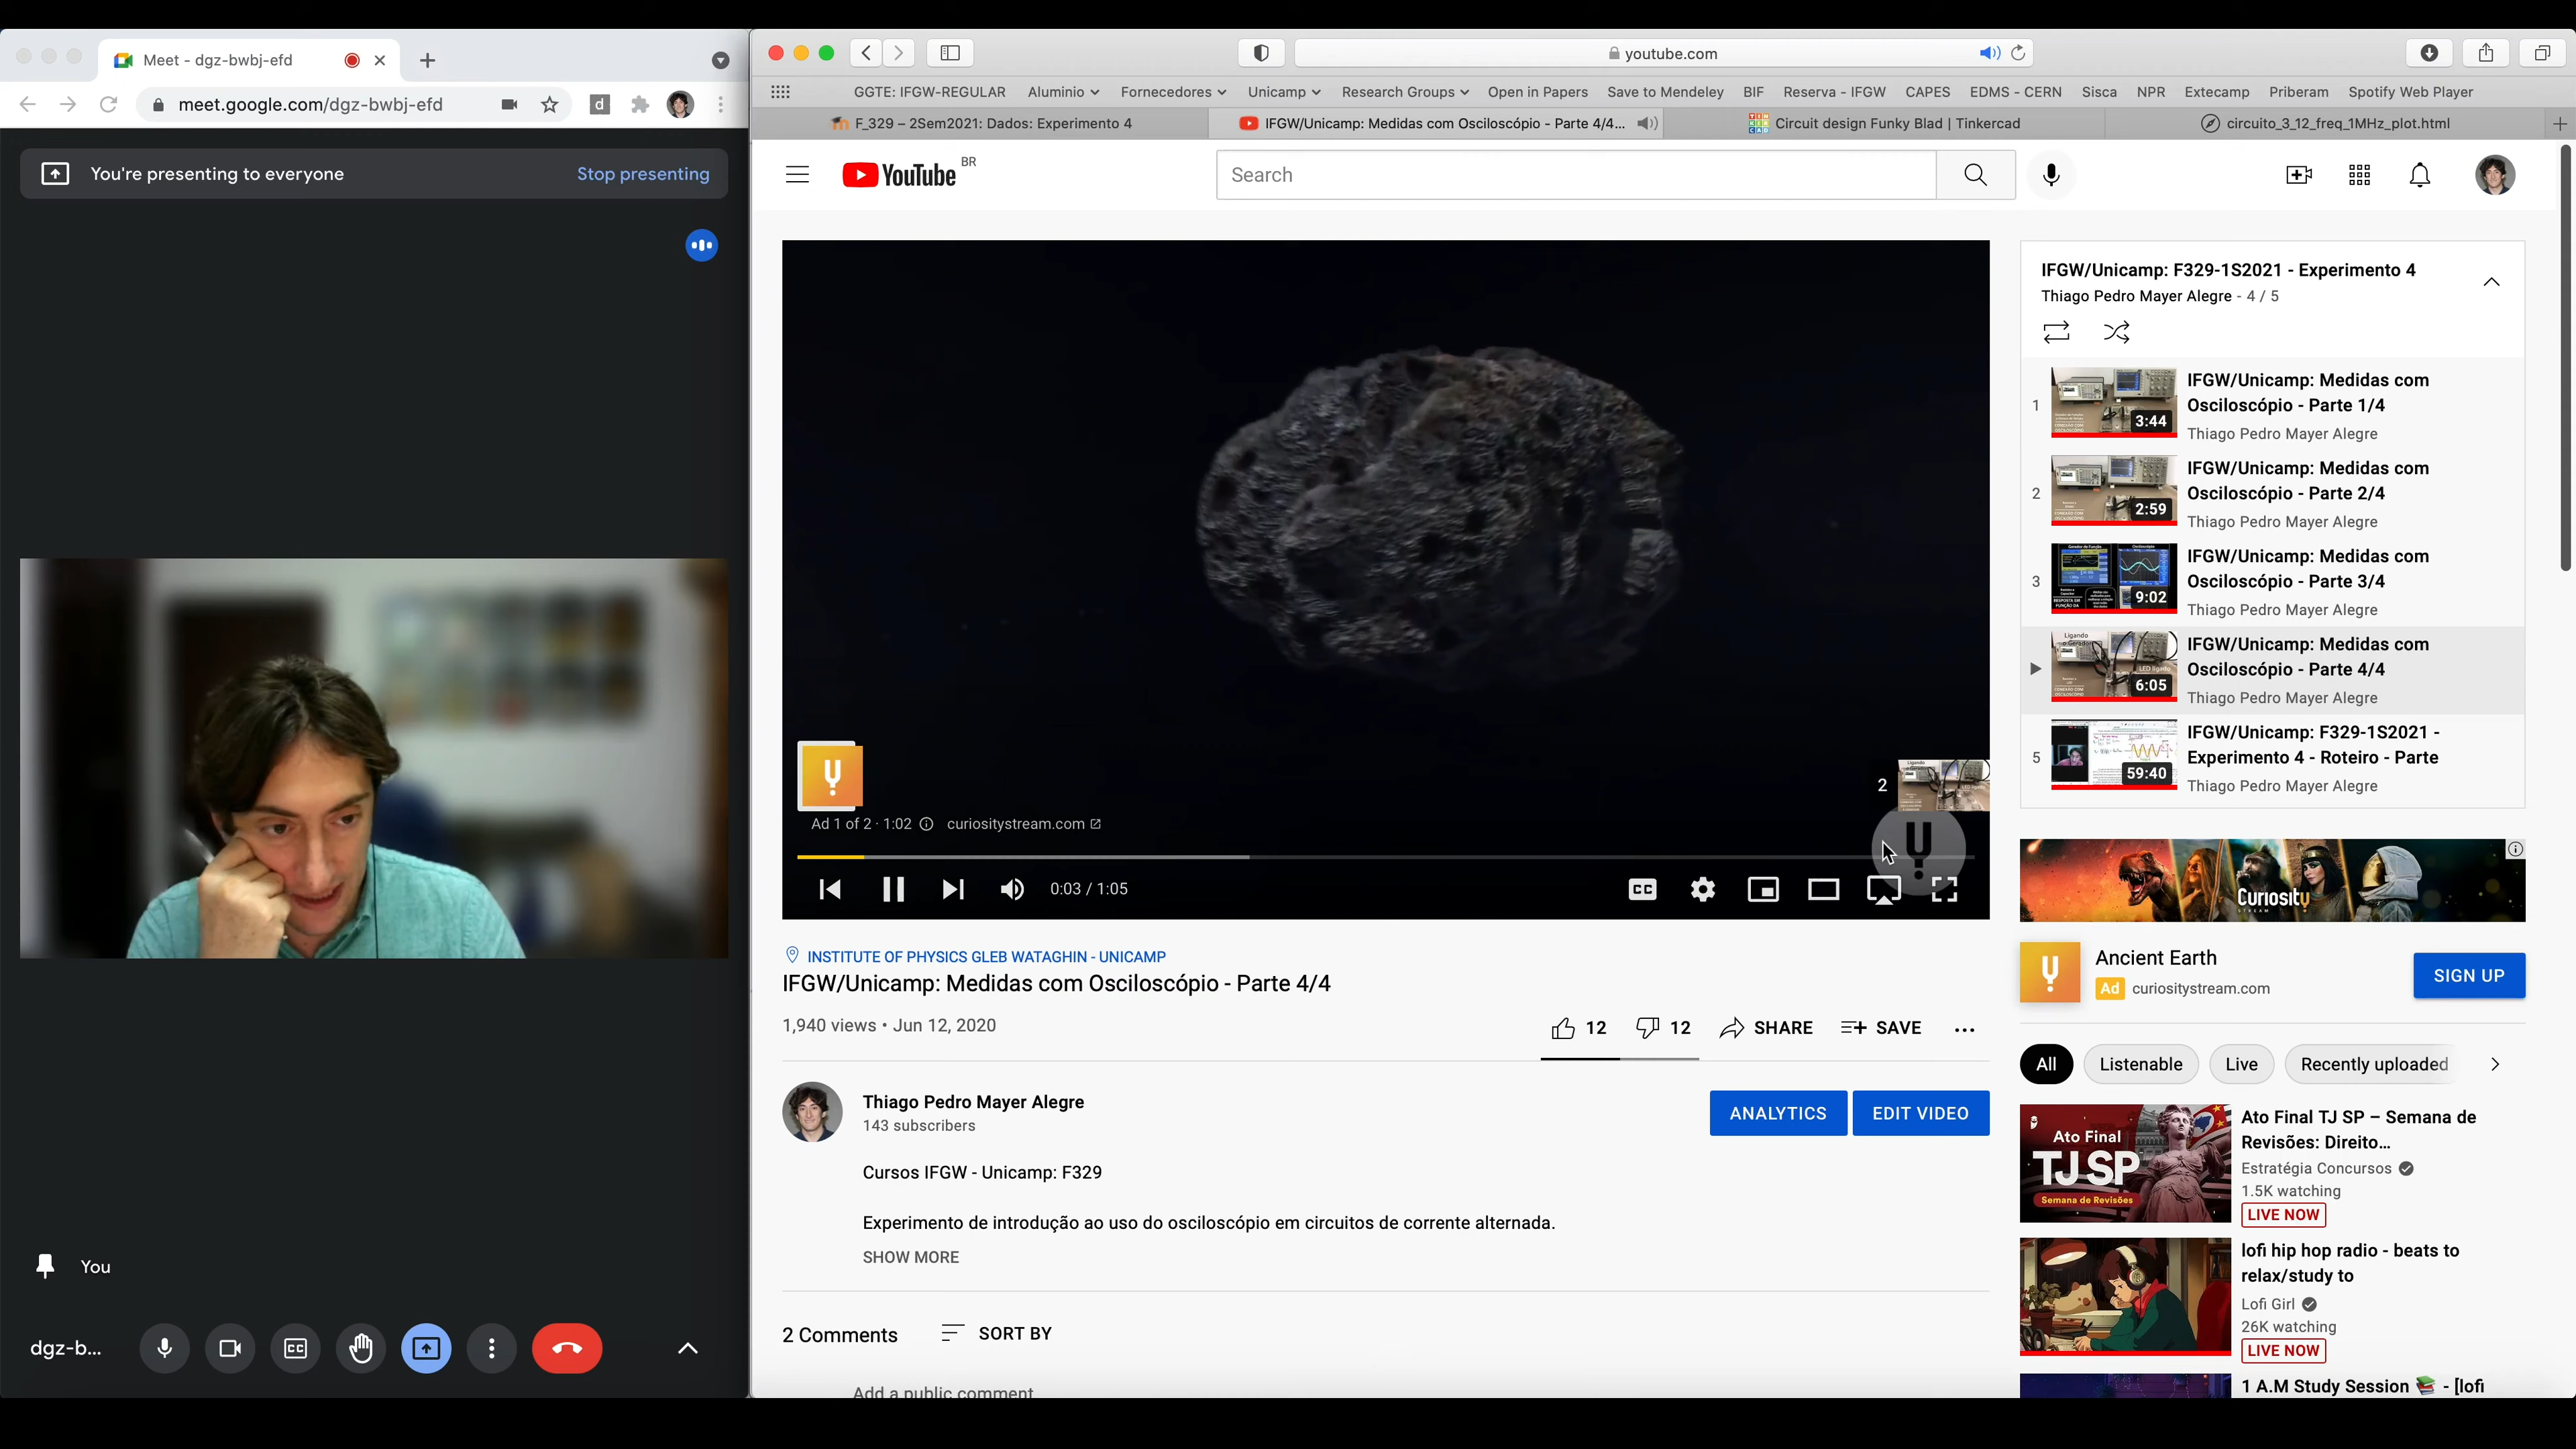 Meet - dgz-bwbj-efd
meet.google.com/dgz-bwbj-efd
You're presenting to everyone
Stop presenting
You
dgz-b...
youtube.com
GGTE: IFGW-REGULAR Aluminio Fornecedores Unicamp Research Groups Open in Papers Save to Mendeley BIF Reserva - IFGW CAPES EDMS - CERN Sisca NPR Extecamp Priberam Spotify Web Player
F_329 – 2Sem2021: Dados: Experimento 4
IFGW/Unicamp: Medidas com Osciloscópio - Parte 4/4...
Circuit design Funky Blad | Tinkercad
circuito_3_12_freq_1MHz_plot.html
YouTube BR
Search
2
Ad 1 of 2 · 1:02 curiositystream.com
0:03 / 1:05
INSTITUTE OF PHYSICS GLEB WATAGHIN - UNICAMP
IFGW/Unicamp: Medidas com Osciloscópio - Parte 4/4
1,940 views • Jun 12, 2020
12 12 SHARE SAVE
Thiago Pedro Mayer Alegre
143 subscribers
ANALYTICS
EDIT VIDEO
Cursos IFGW - Unicamp: F329
Experimento de introdução ao uso do osciloscópio em circuitos de corrente alternada.
SHOW MORE
2 Comments SORT BY
Add a public comment
IFGW/Unicamp: F329-1S2021 - Experimento 4
Thiago Pedro Mayer Alegre - 4 / 5
1
3:44
IFGW/Unicamp: Medidas com
Osciloscópio - Parte 1/4
Thiago Pedro Mayer Alegre
2
2:59
IFGW/Unicamp: Medidas com
Osciloscópio - Parte 2/4
Thiago Pedro Mayer Alegre
3
9:02
IFGW/Unicamp: Medidas com
Osciloscópio - Parte 3/4
Thiago Pedro Mayer Alegre
Ligando
LED ligado
6:05
IFGW/Unicamp: Medidas com
Osciloscópio - Parte 4/4
Thiago Pedro Mayer Alegre
5
59:40
IFGW/Unicamp: F329-1S2021 -
Experimento 4 - Roteiro - Parte
Thiago Pedro Mayer Alegre
Curiosity
STREAM
Ancient Earth
Ad curiositystream.com
SIGN UP
All Listenable Live Recently uploaded
Ato Final
TJ SP
Semana de Revisões
Ato Final TJ SP – Semana de
Revisões: Direito...
Estratégia Concursos
1.5K watching
LIVE NOW
lofi hip hop radio - beats to
relax/study to
Lofi Girl
26K watching
LIVE NOW
1 A.M Study Session 📚 - [lofi